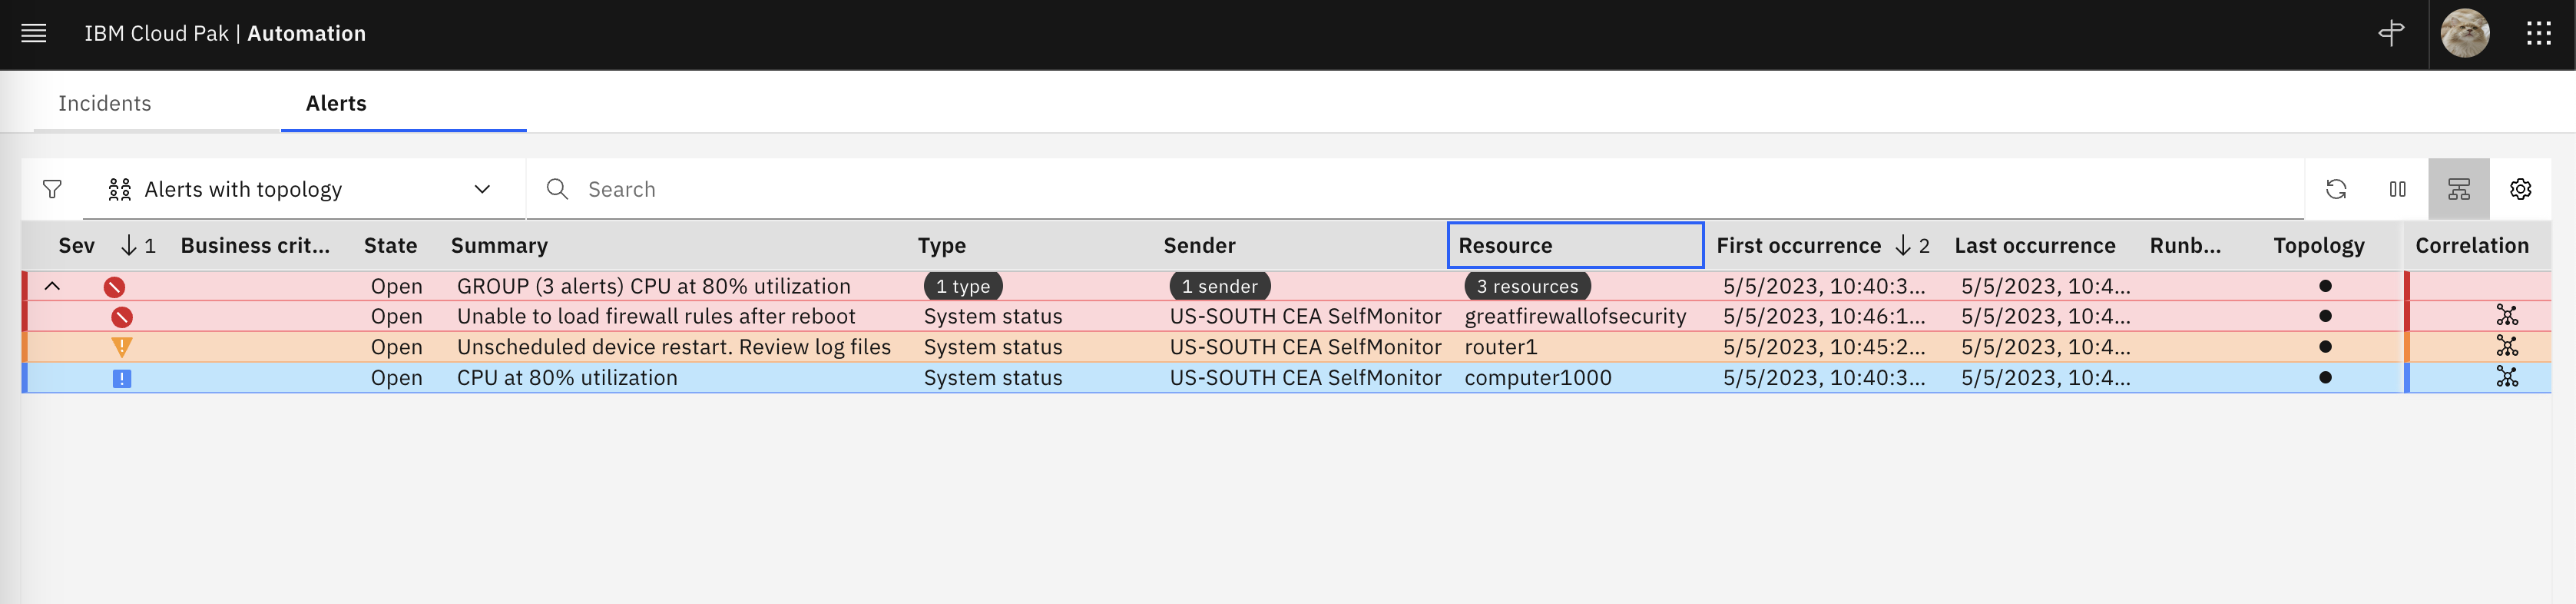 IBM Cloud Pak | Automation
Incidents Alerts
Alerts with topology Search
Sev 1 Business crit... State Summary Type Sender Resource First occurrence 2 Last occurrence Runb... Topology Correlation
Open GROUP (3 alerts) CPU at 80% utilization 1 type 1 sender 3 resources 5/5/2023, 10:40:3... 5/5/2023, 10:4...
Open Unable to load firewall rules after reboot System status US-SOUTH CEA SelfMonitor greatfirewallofsecurity 5/5/2023, 10:46:1... 5/5/2023, 10:4...
Open Unscheduled device restart. Review log files System status US-SOUTH CEA SelfMonitor router1 5/5/2023, 10:45:2... 5/5/2023, 10:4...
Open CPU at 80% utilization System status US-SOUTH CEA SelfMonitor computer1000 5/5/2023, 10:40:3... 5/5/2023, 10:4...